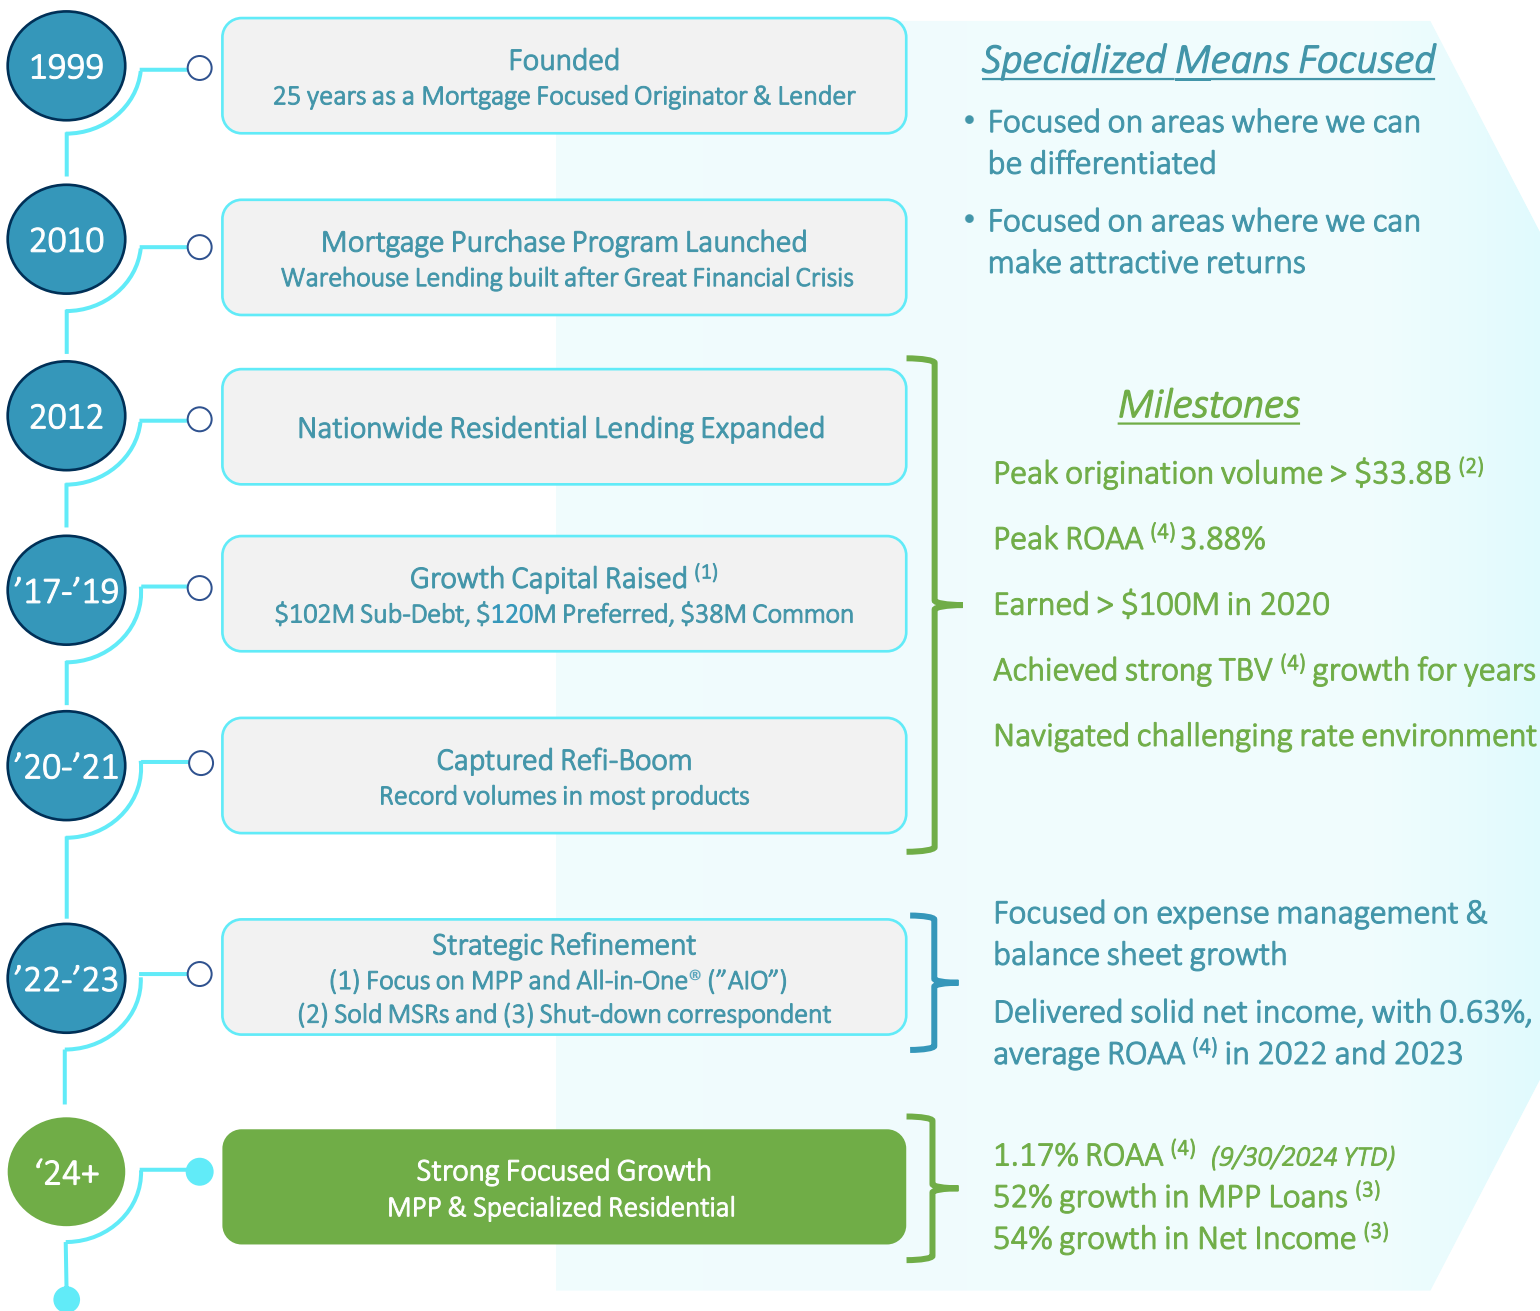 1999
Founded
25 years as a Mortgage Focused Originator & Lender
2010
Mortgage Purchase Program Launched
Warehouse Lending built after Great Financial Crisis
2012
Nationwide Residential Lending Expanded
’17-’19
Growth Capital Raised (1)
$102M Sub-Debt, $120M Preferred, $38M Common
’20-’21
Captured Refi-Boom
Record volumes in most products
’22-’23
Strategic Refinement
(1) Focus on MPP and All-in-One® (”AIO”)
(2) Sold MSRs and (3) Shut-down correspondent
‘24+
Strong Focused Growth
MPP & Specialized Residential
Specialized Means Focused
• Focused on areas where we can
be differentiated
• Focused on areas where we can
make attractive returns
Milestones
Peak origination volume > $33.8B (2)
Peak ROAA (4) 3.88%
Earned > $100M in 2020
Achieved strong TBV (4) growth for years
Navigated challenging rate environment
Focused on expense management &
balance sheet growth
Delivered solid net income, with 0.63%,
average ROAA (4) in 2022 and 2023
1.17% ROAA (4) (9/30/2024 YTD)
52% growth in MPP Loans (3)
54% growth in Net Income (3)